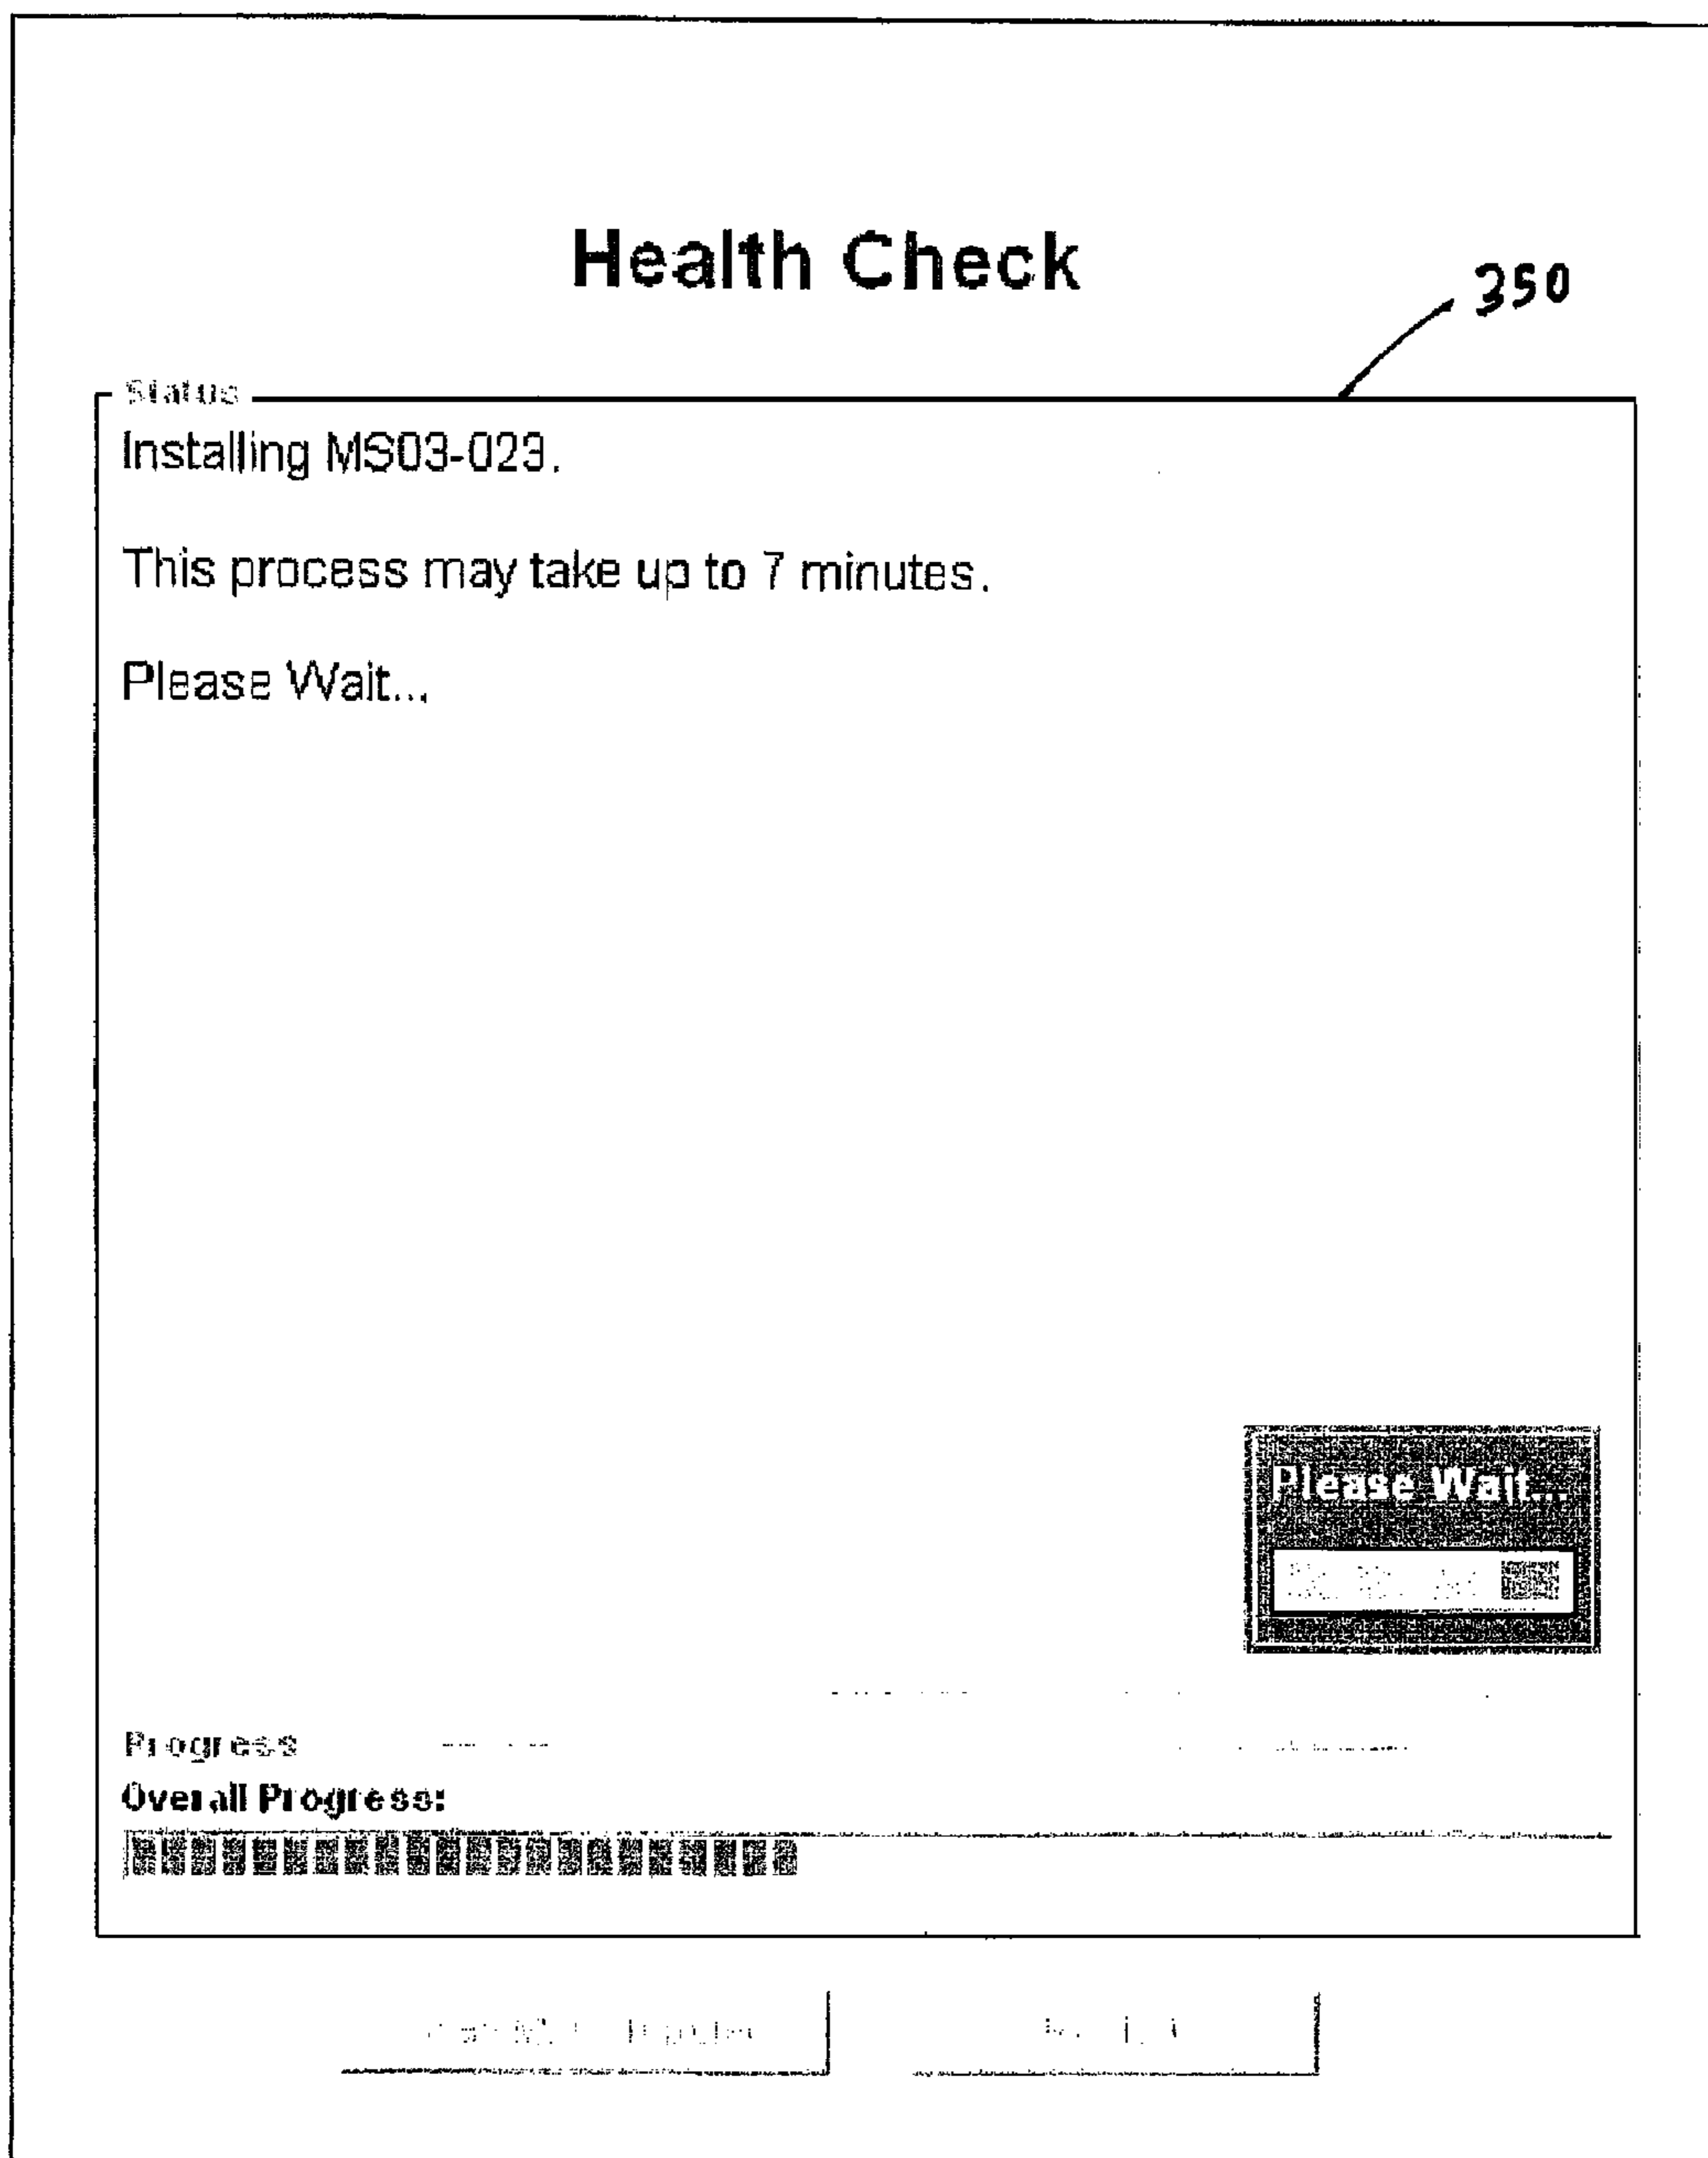 Health Check
350
Status
Installing MS03-023.
This process may take up to 7 minutes.
Please Wait...
Please Wait...
Progress
Overall Progress: